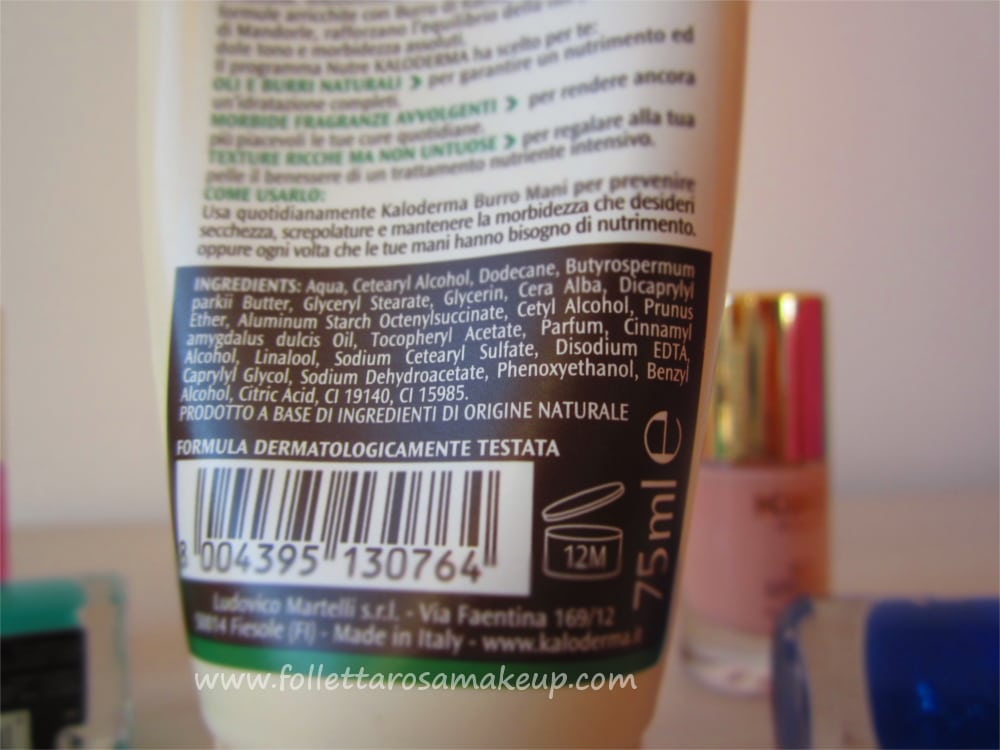 formule arricchite con Burro di
di Mandorle, rafforzano l'equilibrio della
dole tono e morbidezza assoluti.
Il programma Nutre KALODERMA ha scelto per te:
OLI E BURRI NATURALI > per garantire un nutrimento ed
un'idratazione completi.
MORBIDE FRAGRANZE AVVOLGENTI > per rendere ancora
più piacevoli le tue cure quotidiane.
TEXTURE RICCHE MA NON UNTUOSE > per regalare alla tua
pelle il benessere di un trattamento nutriente intensivo.
COME USARLO:
Usa quotidianamente Kaloderma Burro Mani per prevenire
secchezza, screpolature e mantenere la morbidezza che desideri
oppure ogni volta che le tue mani hanno bisogno di nutrimento.
INGREDIENTS: Aqua, Cetearyl Alcohol, Dodecane, Butyrospermum
parkii Butter, Glyceryl Stearate, Glycerin, Cera Alba, Dicaprylyl
Ether, Aluminum Starch Octenylsuccinate, Cetyl Alcohol, Prunus
amygdalus dulcis Oil, Tocopheryl Acetate, Parfum, Cinnamyl
Alcohol, Linalool, Sodium Cetearyl Sulfate, Disodium EDTA,
Caprylyl Glycol, Sodium Dehydroacetate, Phenoxyethanol, Benzyl
Alcohol, Citric Acid, CI 19140, CI 15985.
PRODOTTO A BASE DI INGREDIENTI DI ORIGINE NATURALE
FORMULA DERMATOLOGICAMENTE TESTATA
8 004395 130764
12M
75ml e
Ludovico Martelli s.r.l. - Via Faentina 169/12
50014 Fiesole (FI) - Made in Italy - www.kaloderma.it
www.follettarosamakeup.com